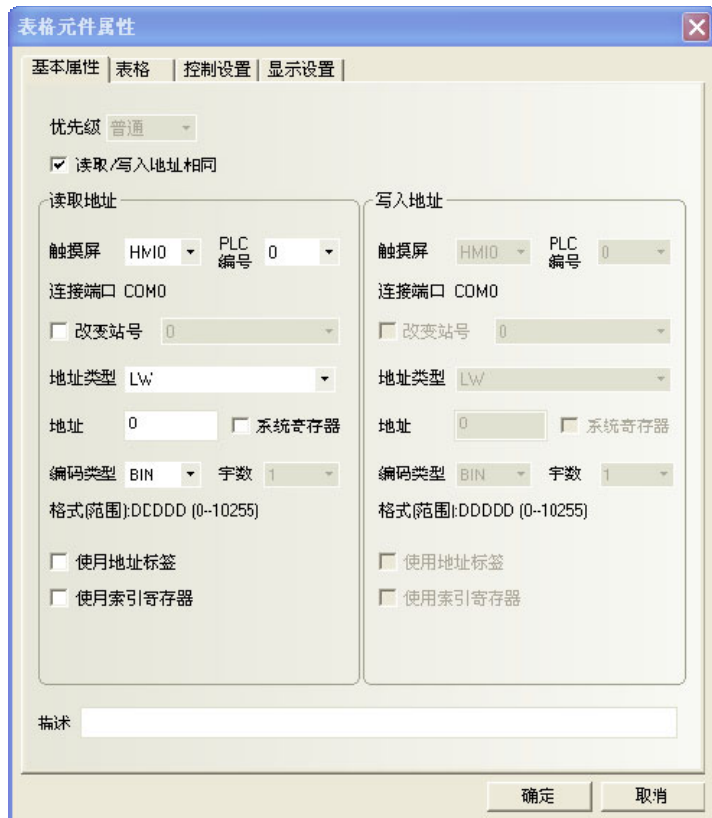 表格元件属性
基本属性 表格 控制设置 显示设置
优先级 普通
读取/写入地址相同
读取地址
触摸屏 HMI0 PLC编号 0
连接端口 COM0
改变站号 0
地址类型 LW
地址 0 系统寄存器
编码类型 BIN 字数 1
格式(范围):DCDDD (0--10255)
使用地址标签
使用索引寄存器
写入地址
触摸屏 HMI0 PLC编号 0
连接端口 COM0
改变站号 0
地址类型 LW
地址 0 系统寄存器
编码类型 BIN 字数 1
格式(范围):DDDDD (0--10255)
使用地址标签
使用索引寄存器
描述
确定 取消